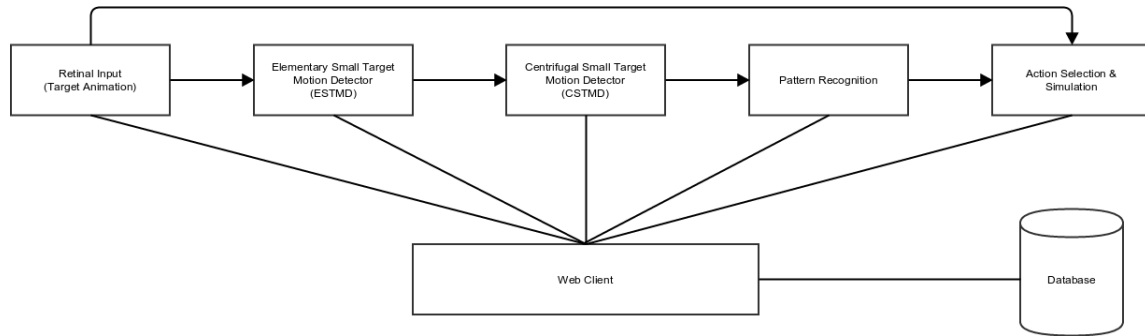 Retinal Input
(Target Animation)
Elementary Small Target
Motion Detector
(ESTMD)
Centrifugal Small Target
Motion Detector
(CSTMD)
Pattern Recognition
Action Selection &
Simulation
Web Client
Database